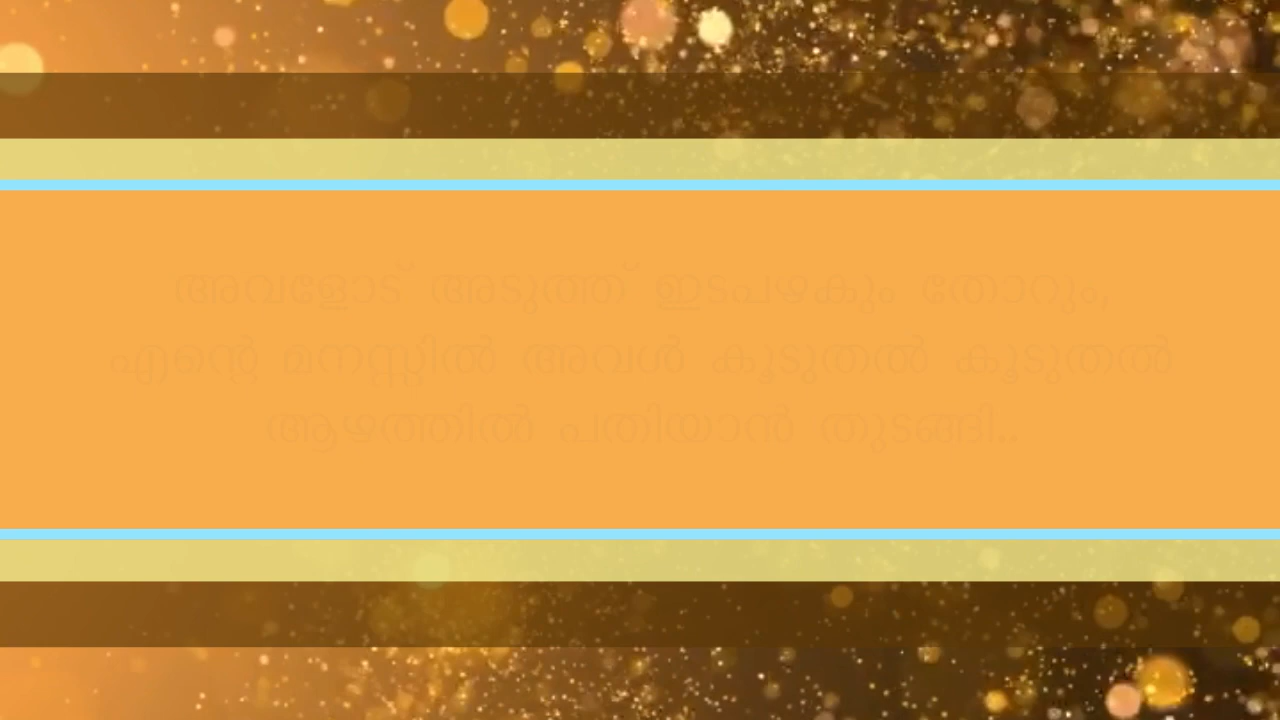 അവളോട് അടുത്ത് ഇടപഴകും തോറും,
എന്റെ മനസ്സിൽ അവൾ കൂടുതൽ കൂടുതൽ
ആഴത്തിൽ പതിയാൻ തുടങ്ങി..